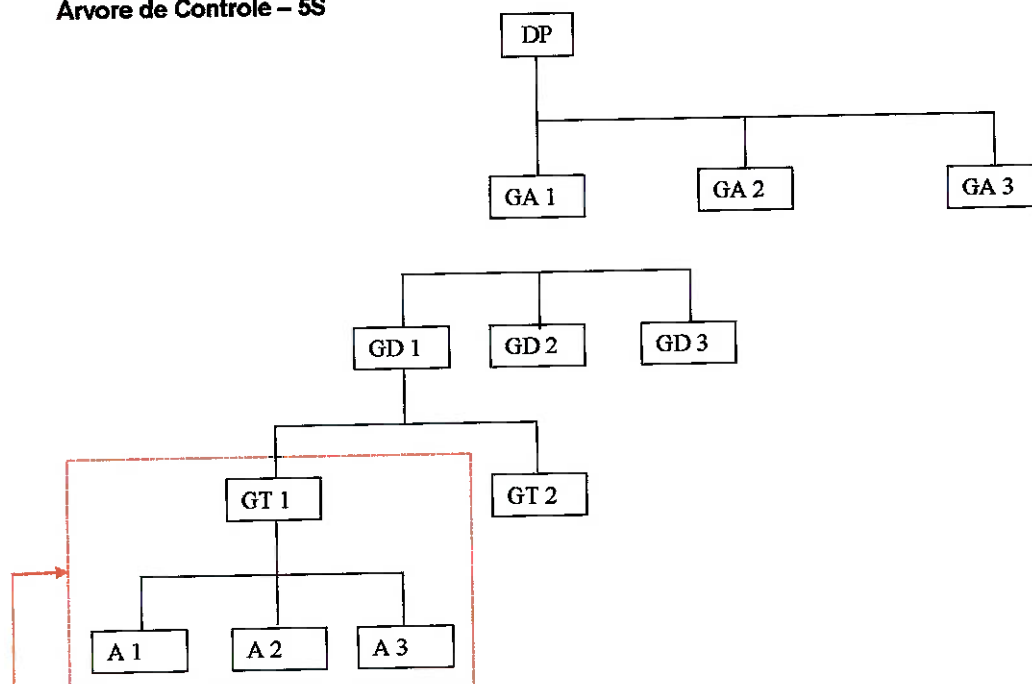 Arvore de Controle – 5S
DP
GA 1
GA 2
GA 3
GD 1
GD 2
GD 3
GT 1
GT 2
A 1
A 2
A 3